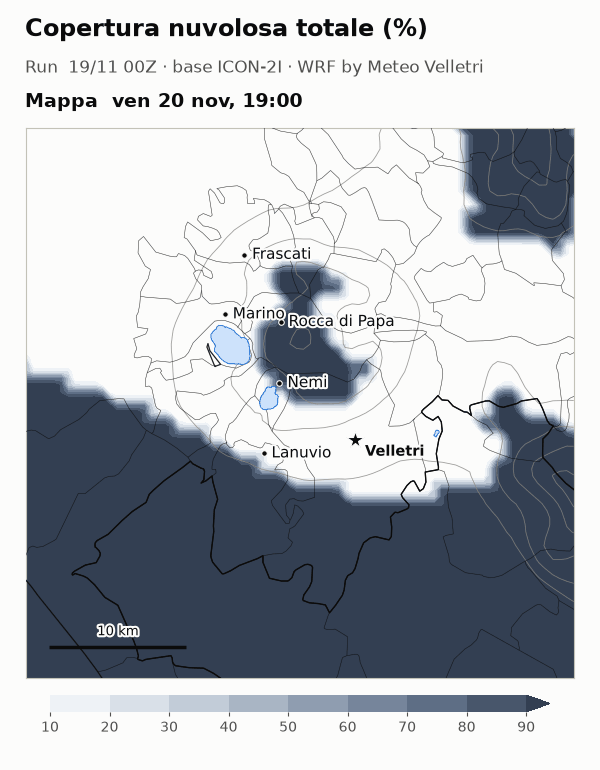 Copertura nuvolosa totale (%)
Run  19/11 00Z · base ICON-2I · WRF by Meteo Velletri
Mappa  ven 20 nov, 19:00
Frascati
Marino
Rocca di Papa
Nemi
Velletri
Lanuvio
10 km
10 20 30 40 50 60 70 80 90